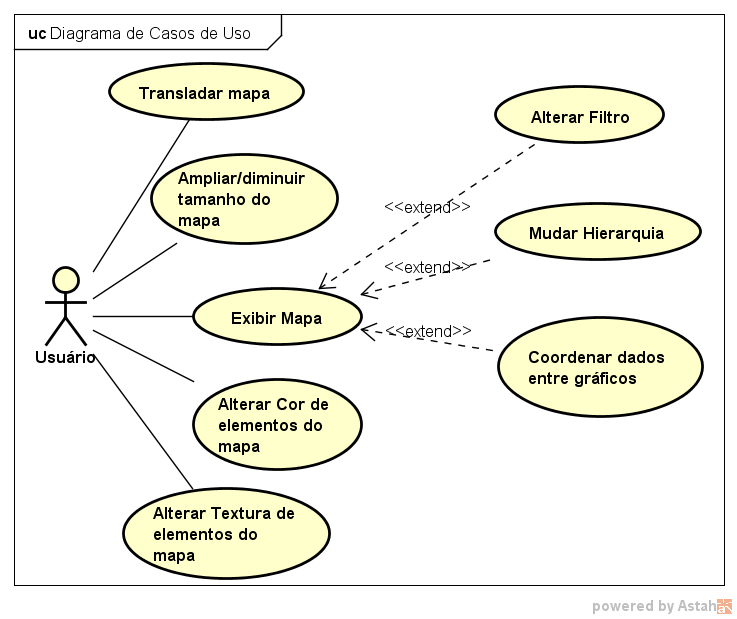 uc Diagrama de Casos de Uso
Transladar mapa
Alterar Filtro
Ampliar/diminuir
tamanho do
mapa
<<extend>>
Mudar Hierarquia
<<extend>>
Exibir Mapa
<<extend>>
Usuário
Coordenar dados
entre gráficos
Alterar Cor de
elementos do
mapa
Alterar Textura de
elementos do
mapa
powered by Astah